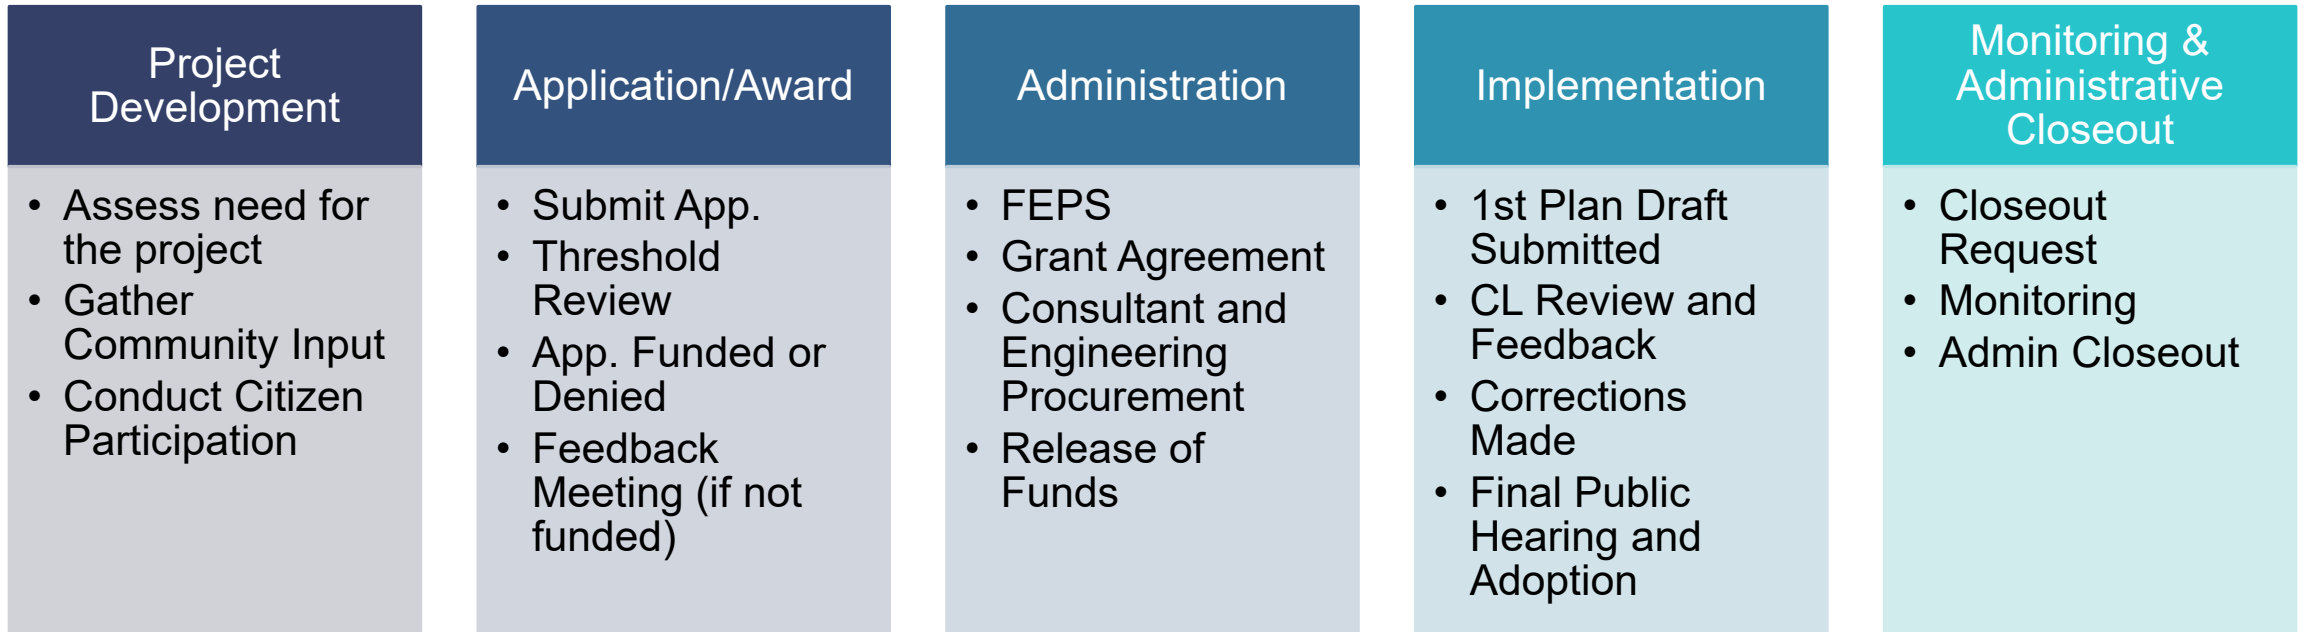 Project
Development
• Assess need for
the project
• Gather
Community Input
• Conduct Citizen
Participation
Application/Award
• Submit App.
• Threshold
Review
• App. Funded or
Denied
• Feedback
Meeting (if not
funded)
Administration
• FEPS
• Grant Agreement
• Consultant and
Engineering
Procurement
• Release of
Funds
Implementation
• 1st Plan Draft
Submitted
• CL Review and
Feedback
• Corrections
Made
• Final Public
Hearing and
Adoption
Monitoring &
Administrative
Closeout
• Closeout
Request
• Monitoring
• Admin Closeout